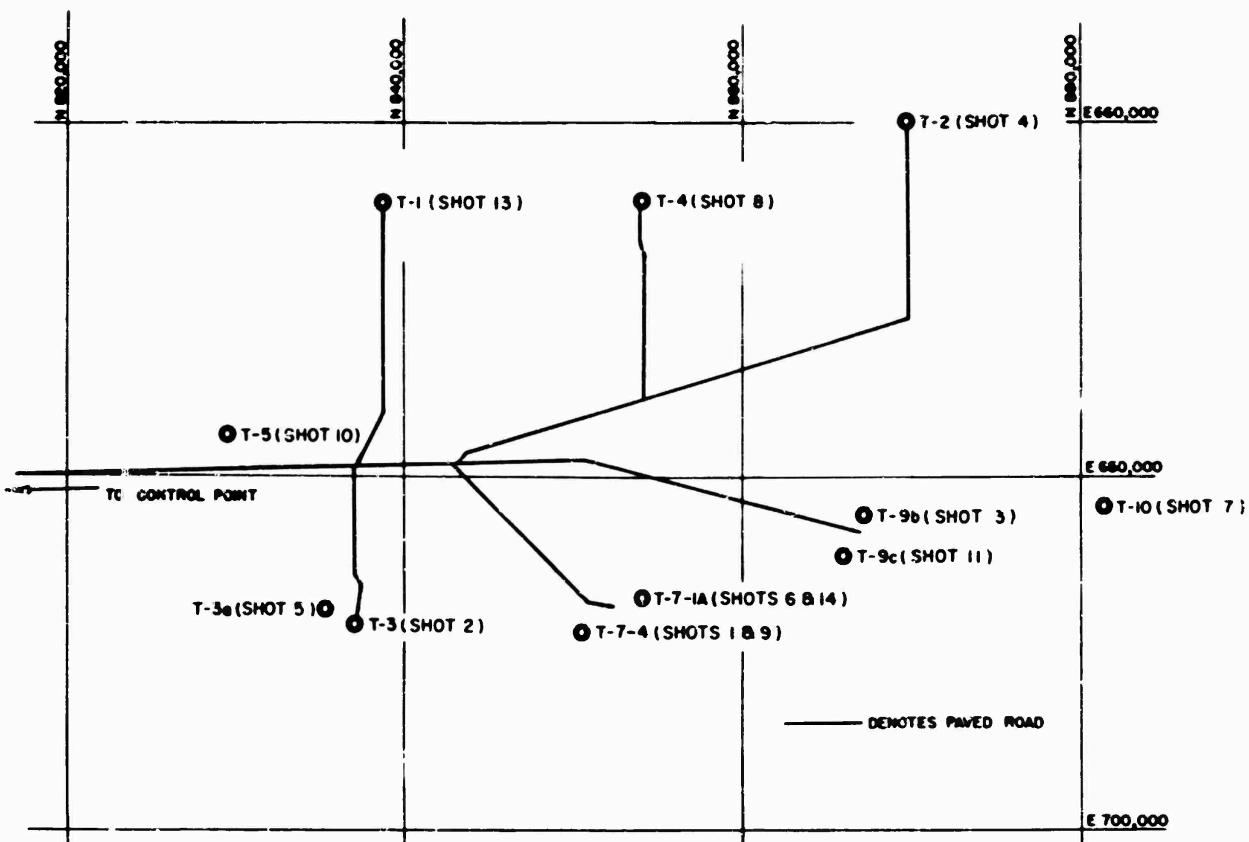 N 820,000
N 840,000
N 860,000
N 880,000
E 660,000
T-2 (SHOT 4)
T-1 (SHOT 13)
T-4 (SHOT 8)
T-5 (SHOT 10)
E 680,000
TO CONTROL POINT
T-10 (SHOT 7)
T-9b (SHOT 3)
T-9c (SHOT 11)
T-3a (SHOT 5)
T-3 (SHOT 2)
T-7-1A (SHOTS 6 & 14)
T-7-4 (SHOTS 1 & 9)
DENOTES PAVED ROAD
E 700,000